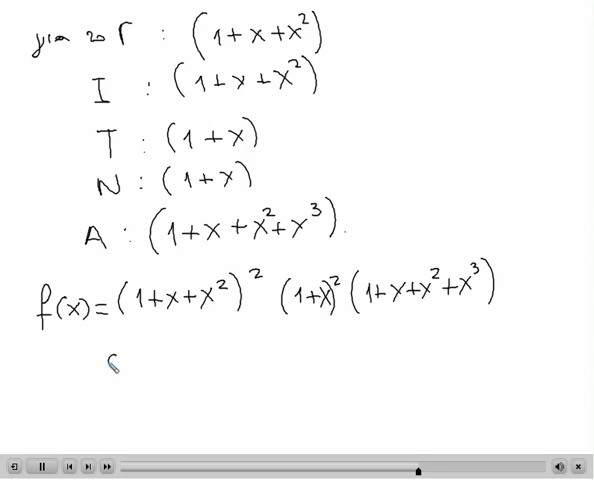 για το Γ : (1+x+x²)
I : (1+x+x²)
T : (1+x)
N : (1+x)
A : (1+x+x²+x³).
f(x)=(1+x+x²)² (1+x)² (1+x+x²+x³)